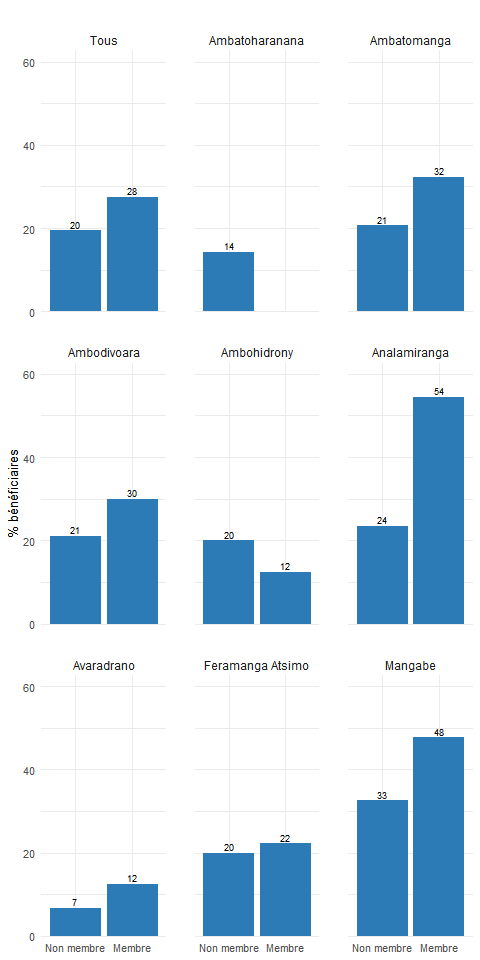 Tous Ambatoharanana Ambatomanga
60
40
20
0
20 28 14 21 32
Ambodivoara Ambohidrony Analamiranga
60
40
20
0
21 30 20 12 24 54
% bénéficiaires
Avaradrano Feramanga Atsimo Mangabe
60
40
20
0
7 12 20 22 33 48
Non membre Membre Non membre Membre Non membre Membre